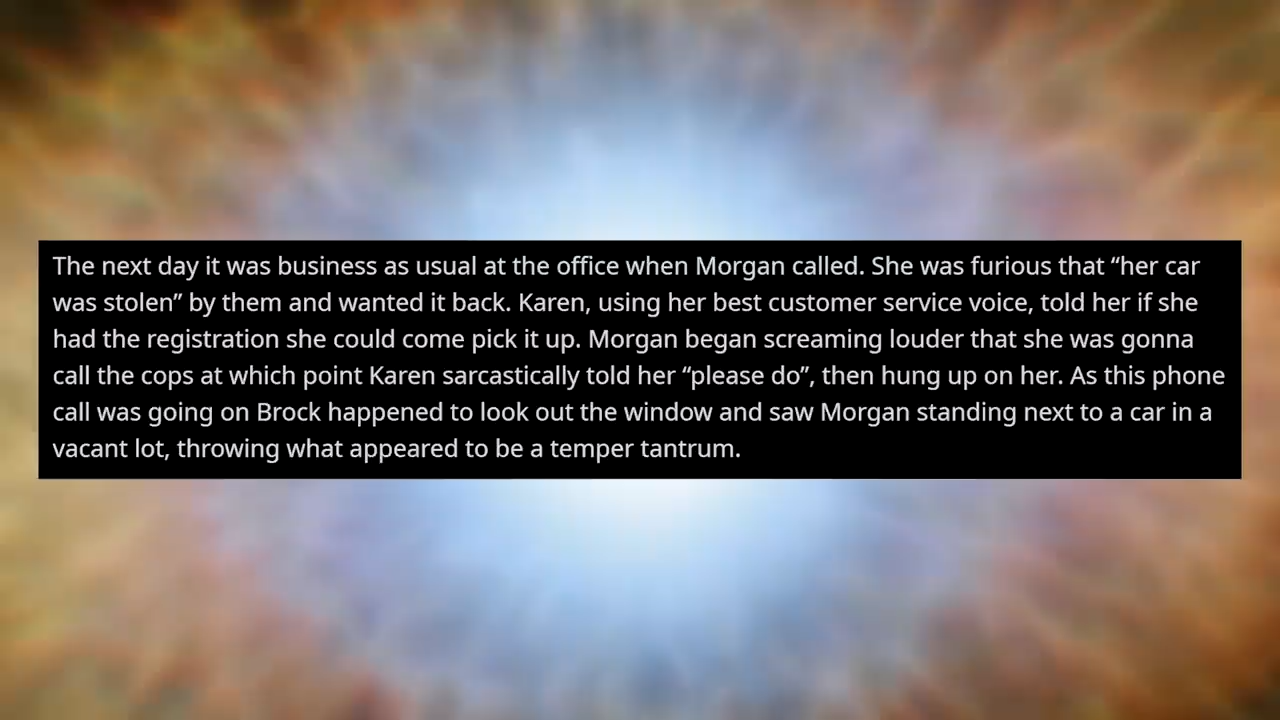 The next day it was business as usual at the office when Morgan called. She was furious that “her car
was stolen” by them and wanted it back. Karen, using her best customer service voice, told her if she
had the registration she could come pick it up. Morgan began screaming louder that she was gonna
call the cops at which point Karen sarcastically told her “please do”, then hung up on her. As this phone
call was going on Brock happened to look out the window and saw Morgan standing next to a car in a
vacant lot, throwing what appeared to be a temper tantrum.